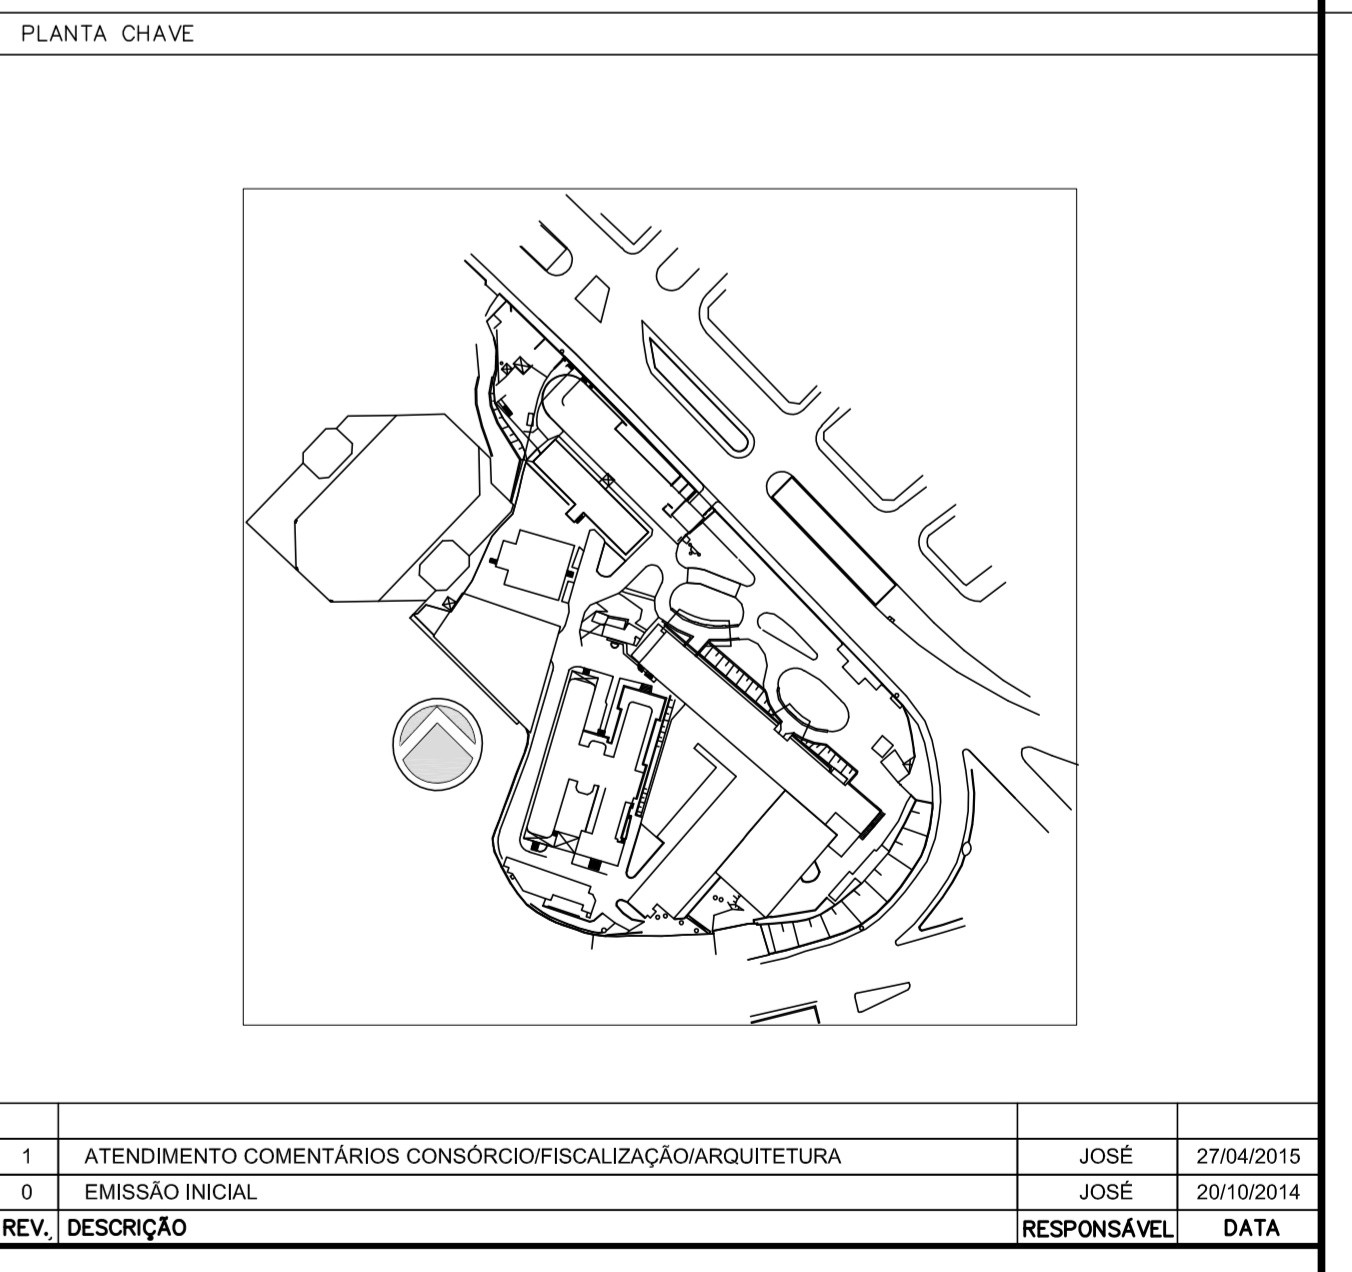 PLANTA CHAVE
1 ATENDIMENTO COMENTÁRIOS CONSÓRCIO/FISCALIZAÇÃO/ARQUITETURA JOSÉ 27/04/2015
0 EMISSÃO INICIAL JOSÉ 20/10/2014
REV. DESCRIÇÃO RESPONSÁVEL DATA